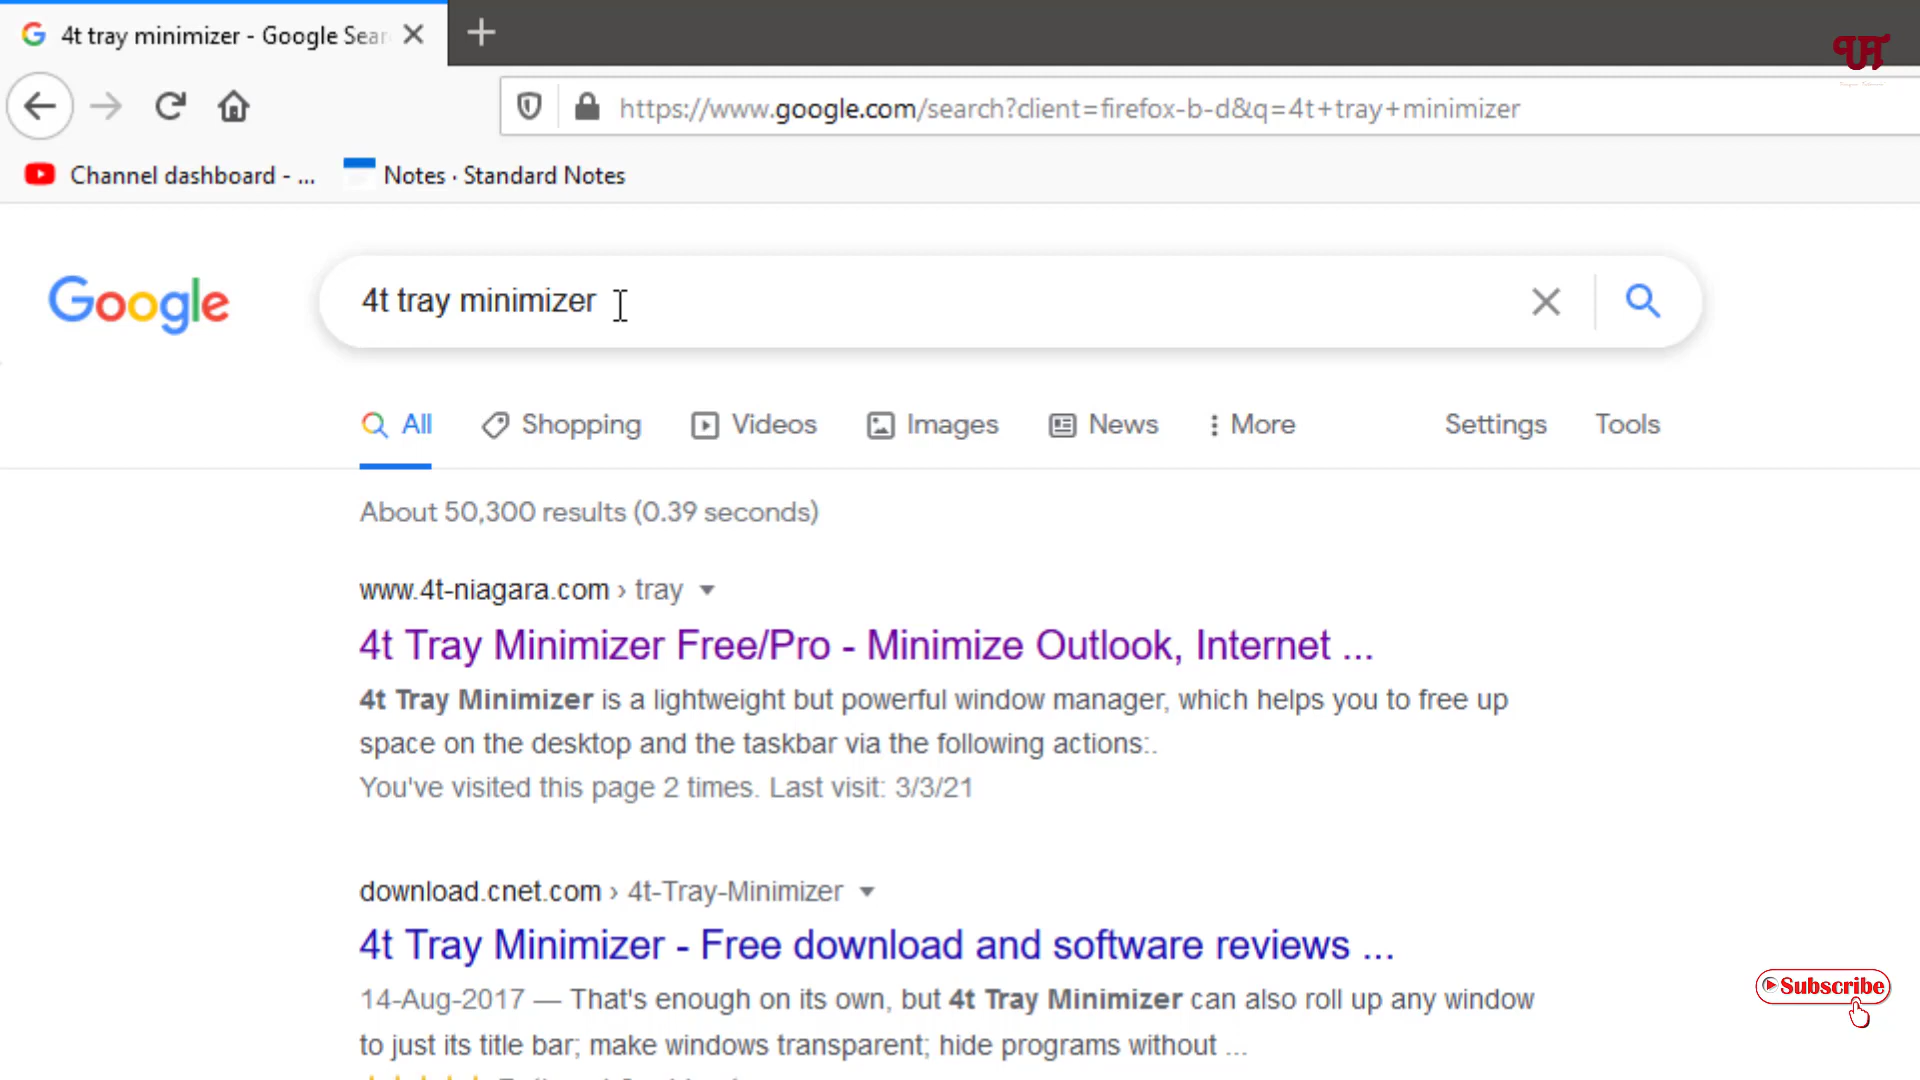 4t tray minimizer - Google Sear
https://www.google.com/search?client=firefox-b-d&q=4t+tray+minimizer
Channel dashboard - ...
Notes · Standard Notes
Google
4t tray minimizer
All
Shopping
Videos
Images
News
More
Settings
Tools
About 50,300 results (0.39 seconds)
www.4t-niagara.com › tray
4t Tray Minimizer Free/Pro - Minimize Outlook, Internet ...
4t Tray Minimizer is a lightweight but powerful window manager, which helps you to free up
space on the desktop and the taskbar via the following actions:.
You've visited this page 2 times. Last visit: 3/3/21
download.cnet.com › 4t-Tray-Minimizer
4t Tray Minimizer - Free download and software reviews ...
14-Aug-2017 — That's enough on its own, but 4t Tray Minimizer can also roll up any window
to just its title bar; make windows transparent; hide programs without ...
Subscribe